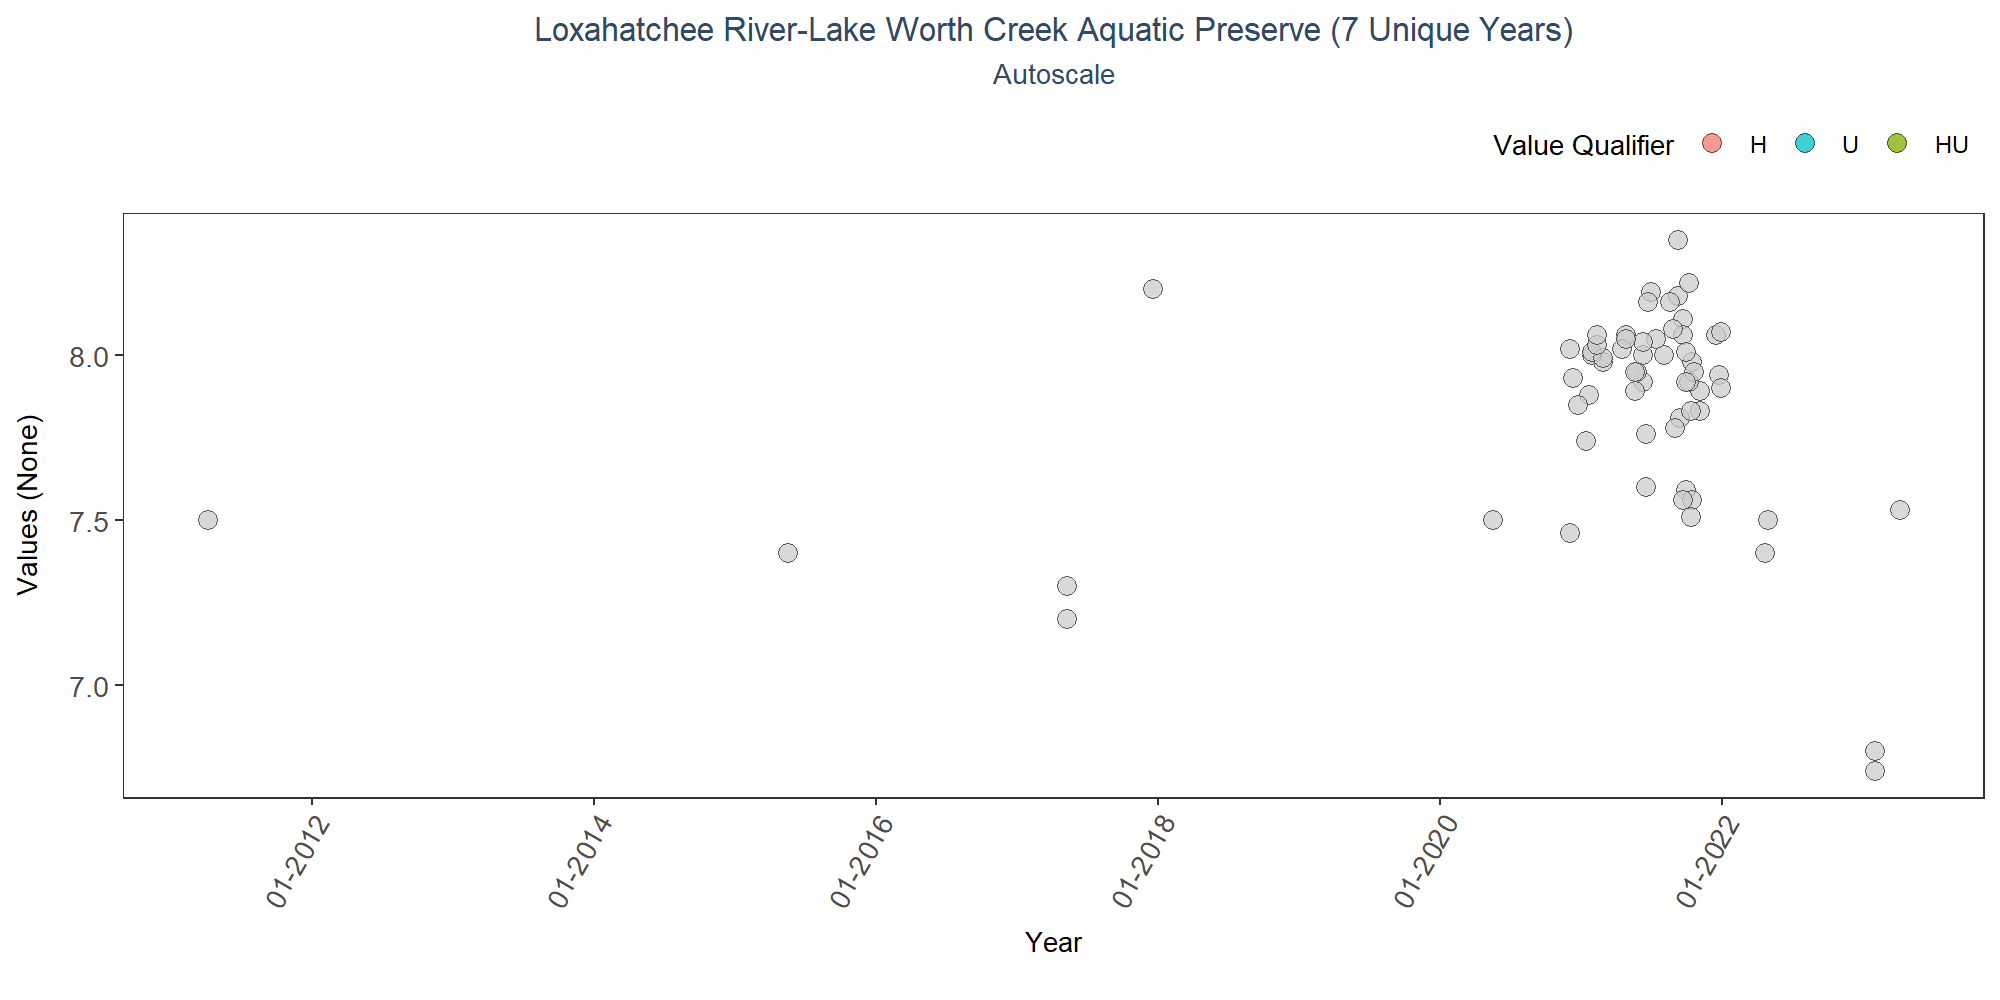 Loxahatchee River-Lake Worth Creek Aquatic Preserve (7 Unique Years)
Autoscale
Value Qualifier H U HU
Values (None)
8.0
7.5
7.0
01-2012 01-2014 01-2016 01-2018 01-2020 01-2022
Year